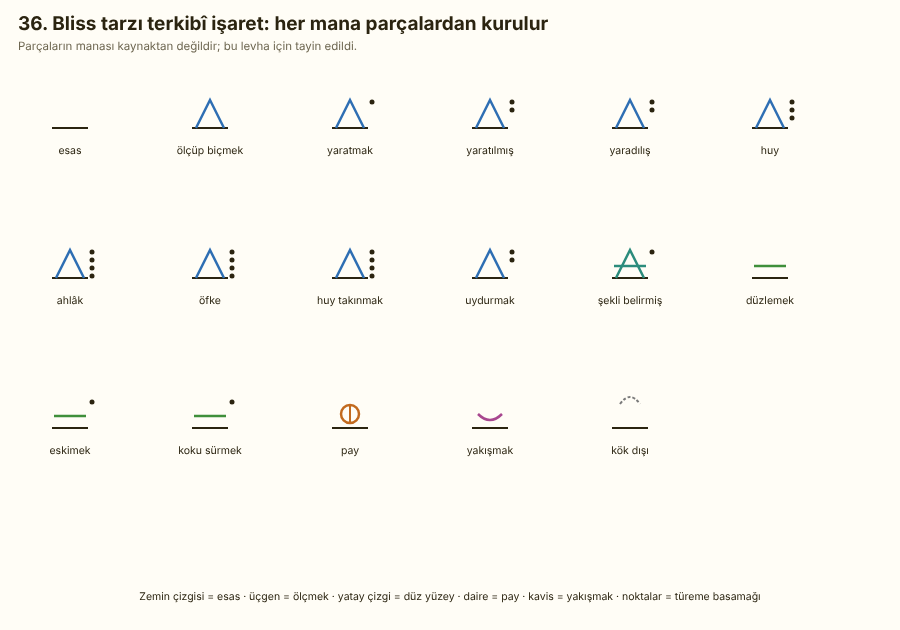 36. Bliss tarzı terkibî işaret: her mana parçalardan kurulur
Parçaların manası kaynaktan değildir; bu levha için tayin edildi.
esas ölçüp biçmek yaratmak yaratılmış yaradılış huy
ahlâk öfke huy takınmak uydurmak şekli belirmiş düzlemek
eskimek koku sürmek pay yakışmak kök dışı
Zemin çizgisi = esas · üçgen = ölçmek · yatay çizgi = düz yüzey · daire = pay · kavis = yakışmak · noktalar = türeme basamağı